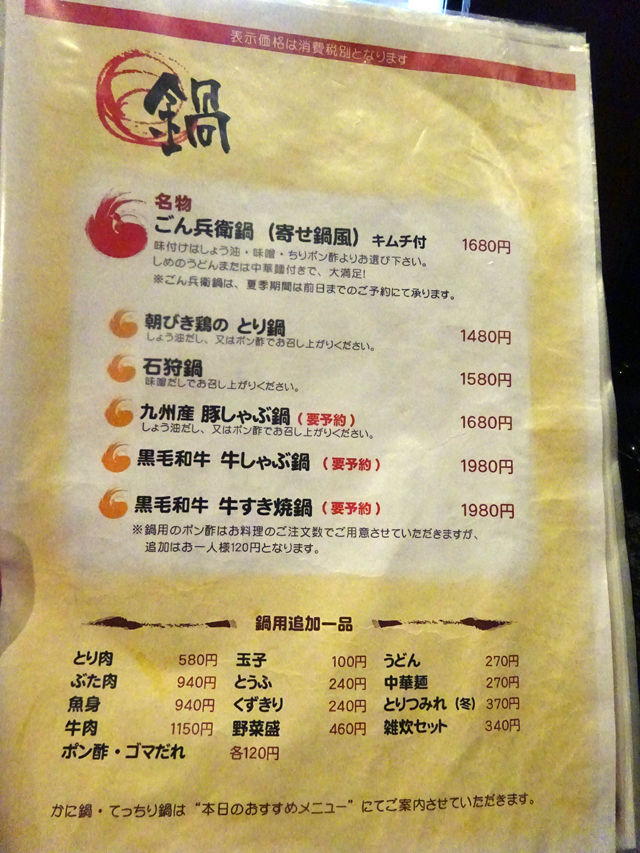 表示価格は消費税別となります
鍋
名物
ごん兵衛鍋（寄せ鍋風）キムチ付 1680円
味付けはしょう油・味噌・ちりポン酢よりお選び下さい。
しめのうどんまたは中華麺付きで、大満足!
※ごん兵衛鍋は、夏季期間は前日までのご予約にて承ります。
朝びき鶏の とり鍋 1480円
しょう油だし、又はポン酢でお召し上がりください。
石狩鍋 1580円
味噌だしでお召し上がりください。
九州産 豚しゃぶ鍋（要予約） 1680円
しょう油だし、又はポン酢でお召し上がりください。
黒毛和牛 牛しゃぶ鍋（要予約） 1980円
黒毛和牛 牛すき焼鍋（要予約） 1980円
※鍋用のポン酢はお料理のご注文数でご用意させていただきますが、
追加はお一人様120円となります。
鍋用追加一品
とり肉 580円 玉子 100円 うどん 270円
ぶた肉 940円 とうふ 240円 中華麺 270円
魚身 940円 くずきり 240円 とりつみれ（冬） 370円
牛肉 1150円 野菜盛 460円 雑炊セット 340円
ポン酢・ゴマだれ 各120円
かに鍋・てっちり鍋は“本日のおすすめメニュー”にてご案内させていただきます。